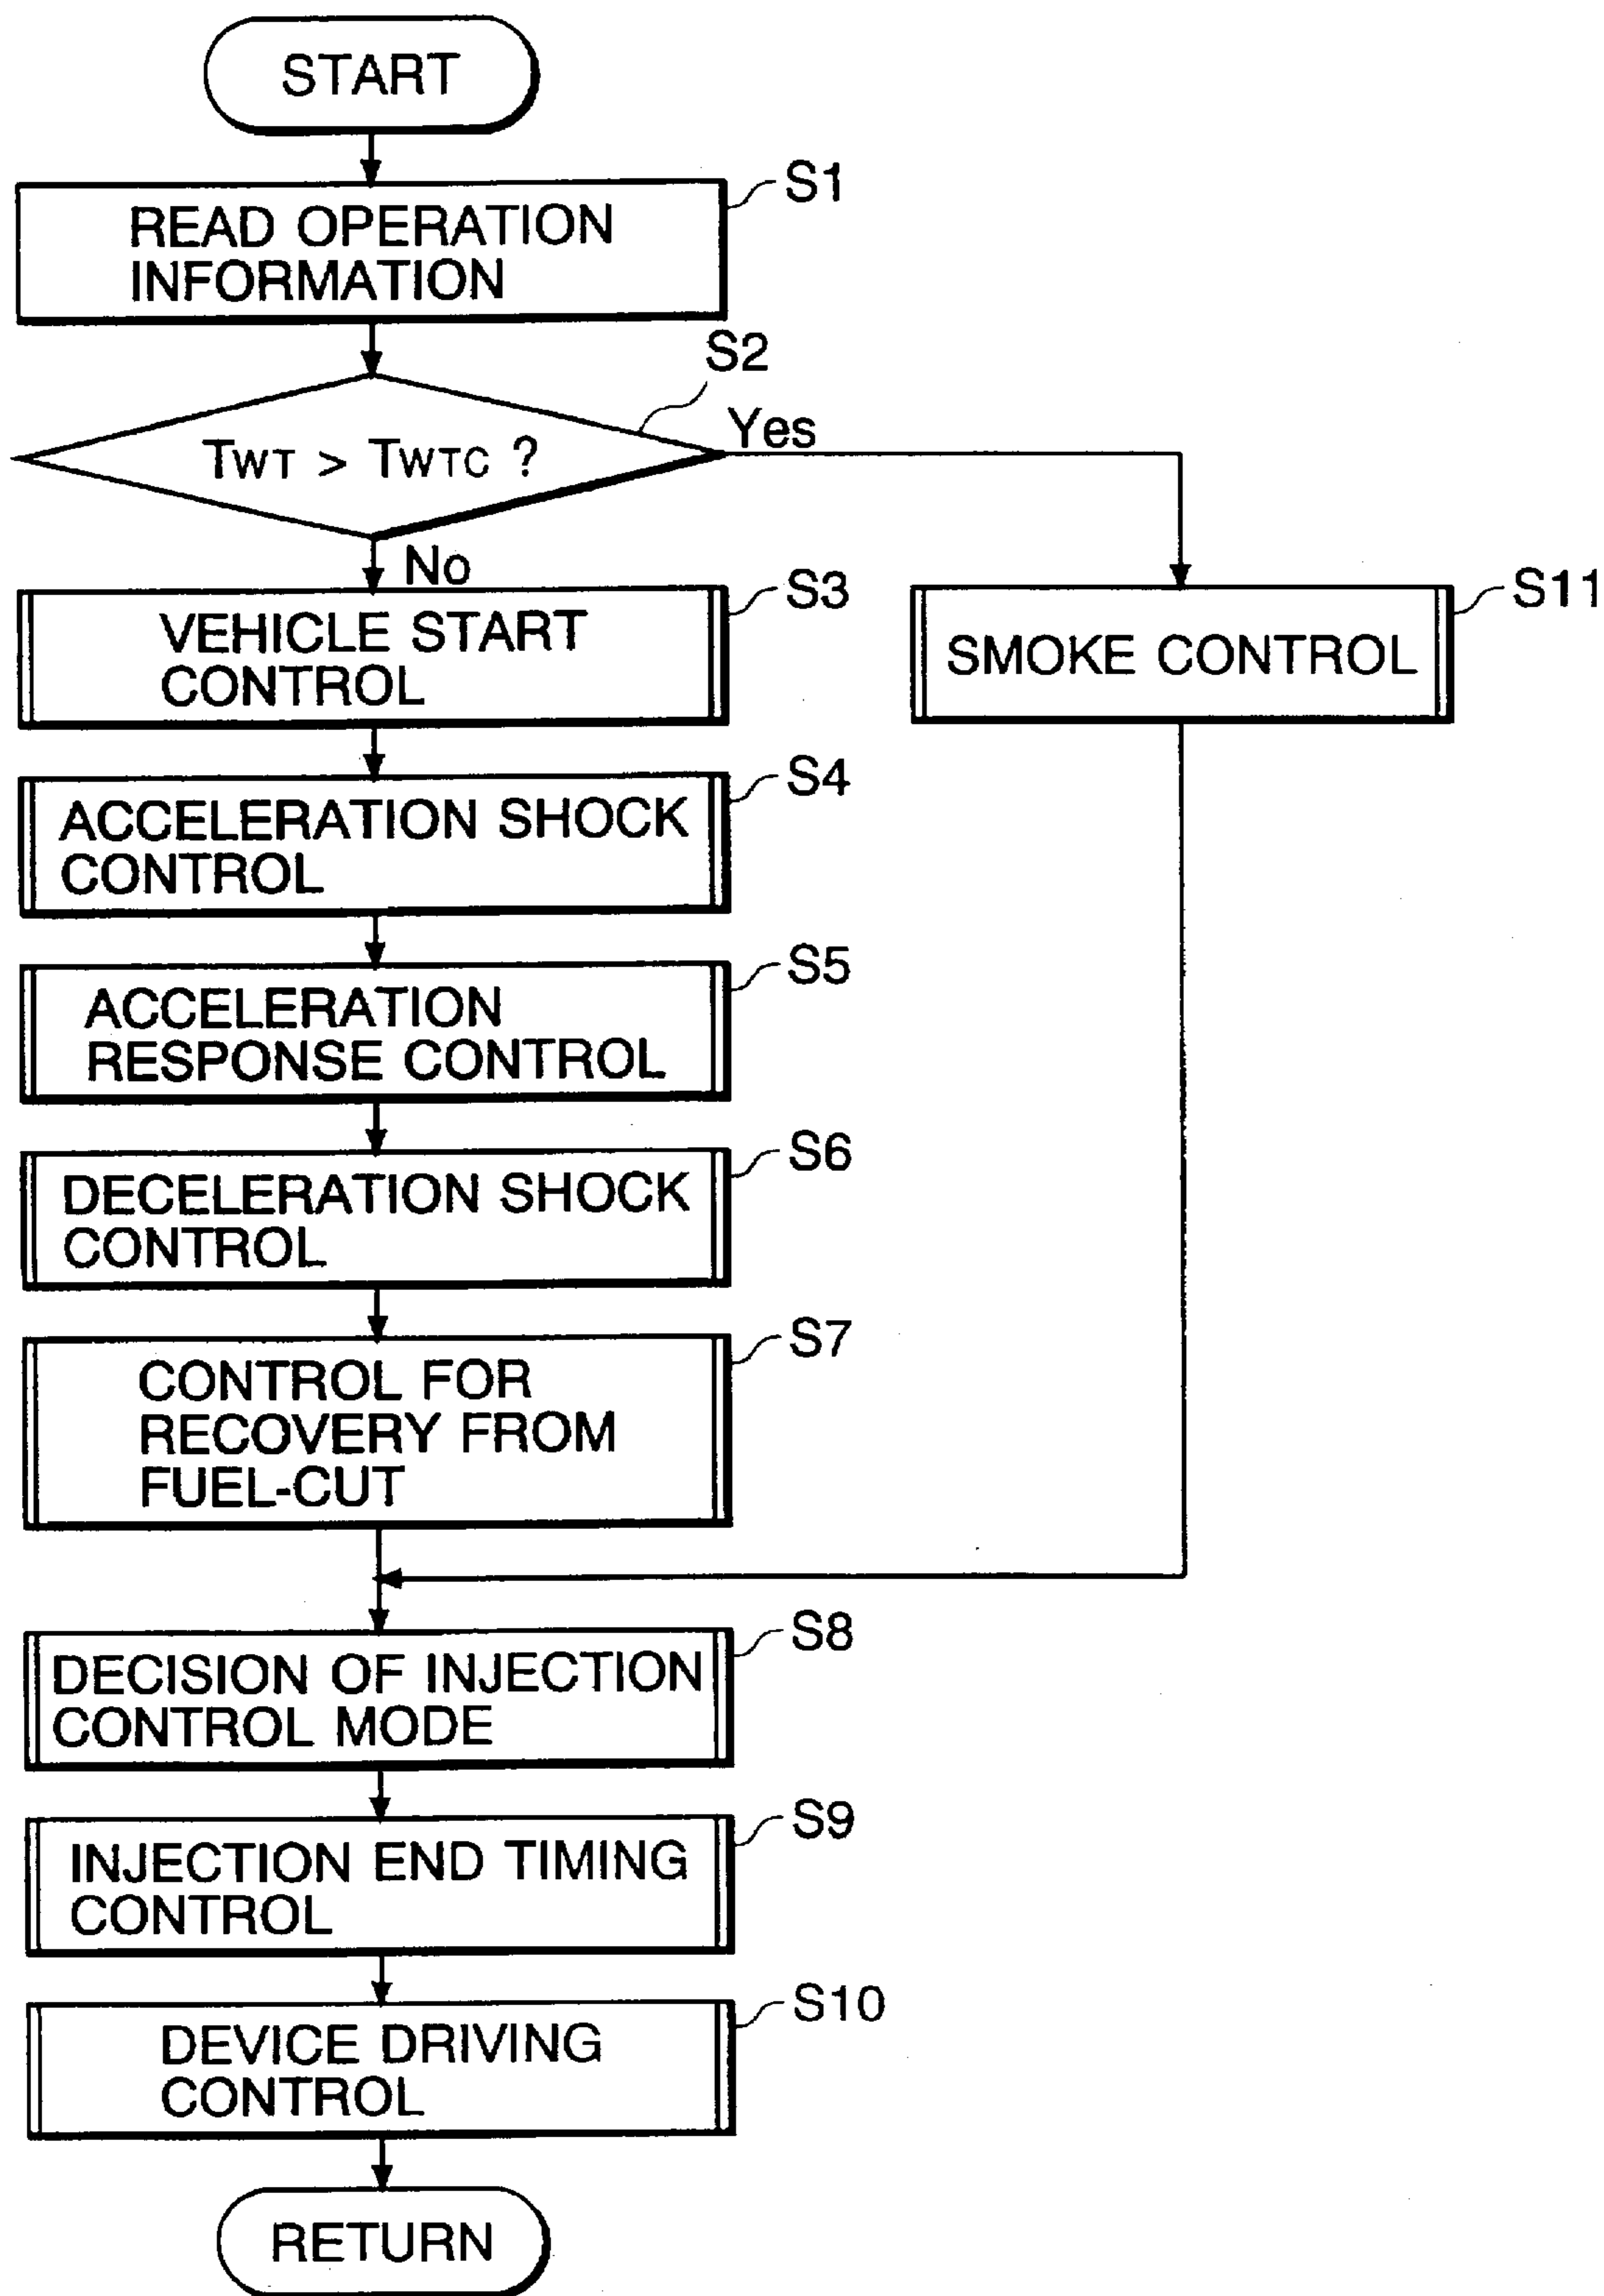 START
S1
READ OPERATION
INFORMATION
S2
TWT > TWTC ?
Yes
No
S3
VEHICLE START
CONTROL
S11
SMOKE CONTROL
S4
ACCELERATION SHOCK
CONTROL
S5
ACCELERATION
RESPONSE CONTROL
S6
DECELERATION SHOCK
CONTROL
S7
CONTROL FOR
RECOVERY FROM
FUEL-CUT
S8
DECISION OF INJECTION
CONTROL MODE
S9
INJECTION END TIMING
CONTROL
S10
DEVICE DRIVING
CONTROL
RETURN